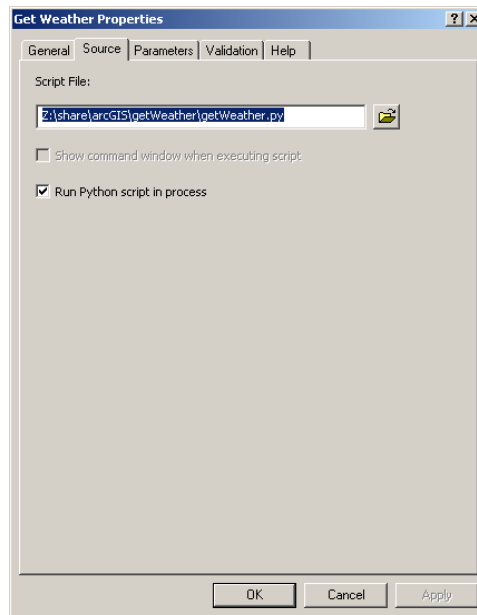 Get Weather Properties
General Source Parameters Validation Help
Script File:
Z:\share\arcGIS\getWeather\getWeather.py
Show command window when executing script
Run Python script in process
OK Cancel Apply